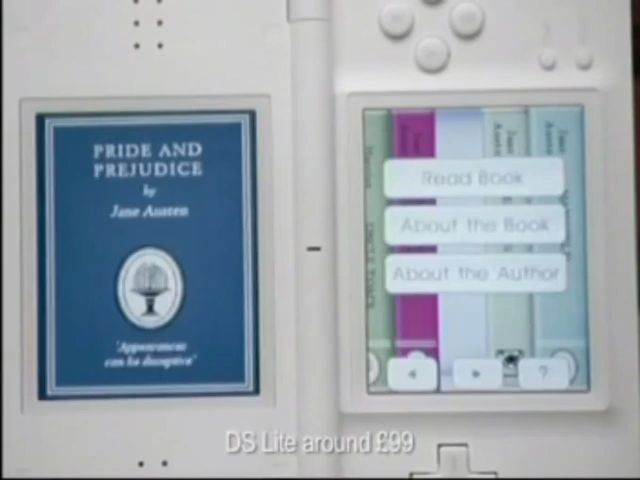 PRIDE AND
PREJUDICE
by
Jane Austen
'Appearances
can be deceptive'
Read Book
About the Book
About the Author
?
DS Lite around £99